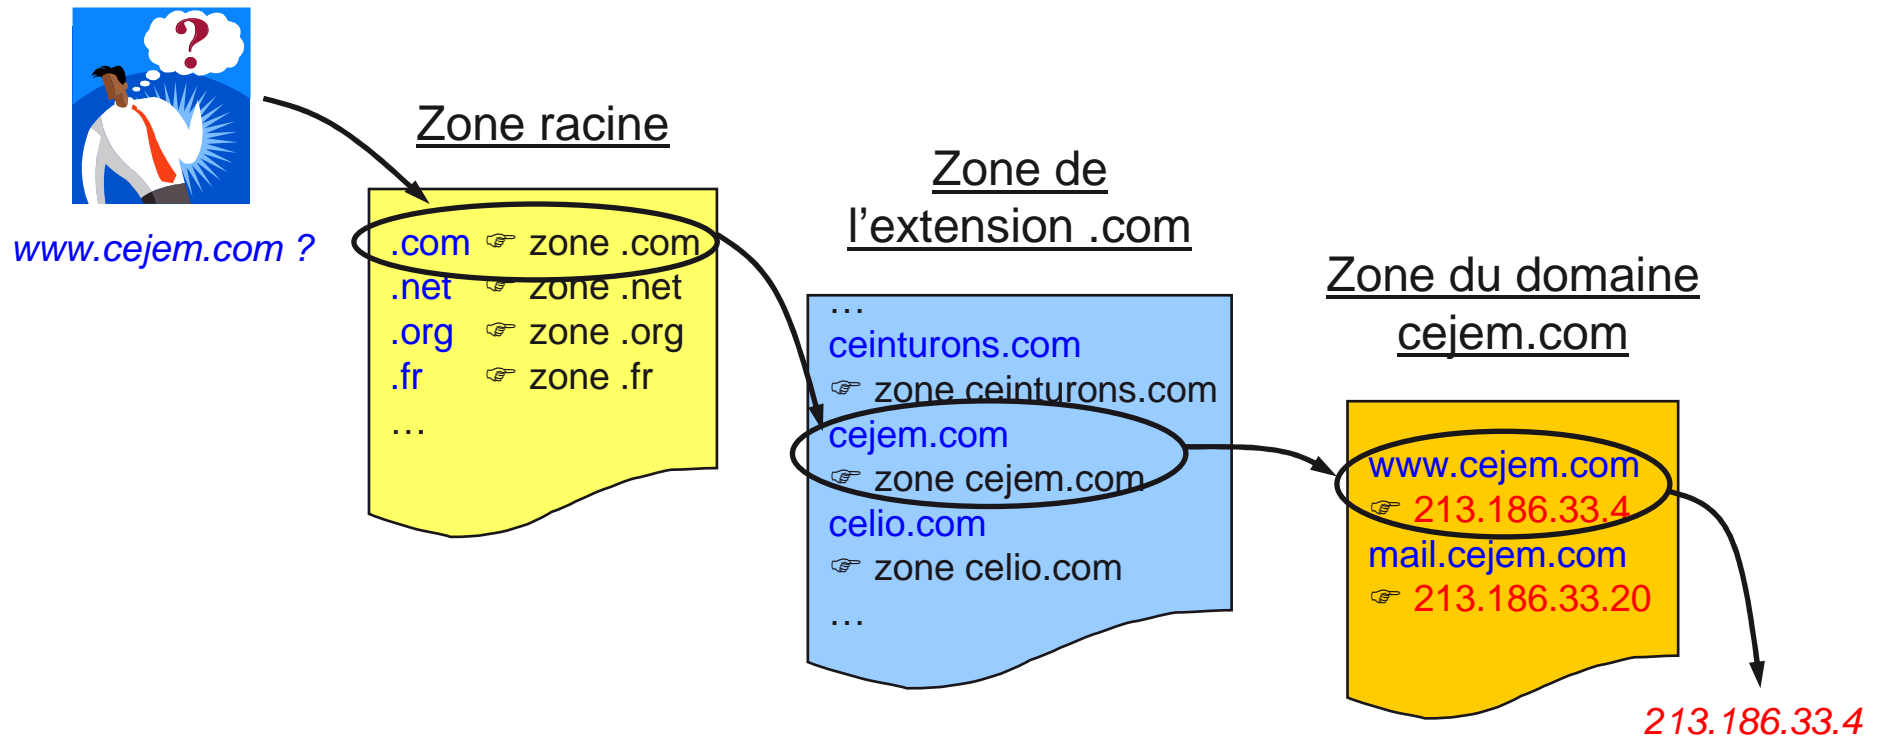 ?
www.cejem.com ?
Zone racine
.com ☞ zone .com
.net ☞ zone .net
.org ☞ zone .org
.fr ☞ zone .fr
…
Zone de
l’extension .com
…
ceinturons.com
☞ zone ceinturons.com
cejem.com
☞ zone cejem.com
celio.com
☞ zone celio.com
…
Zone du domaine
cejem.com
www.cejem.com
☞ 213.186.33.4
mail.cejem.com
☞ 213.186.33.20
213.186.33.4